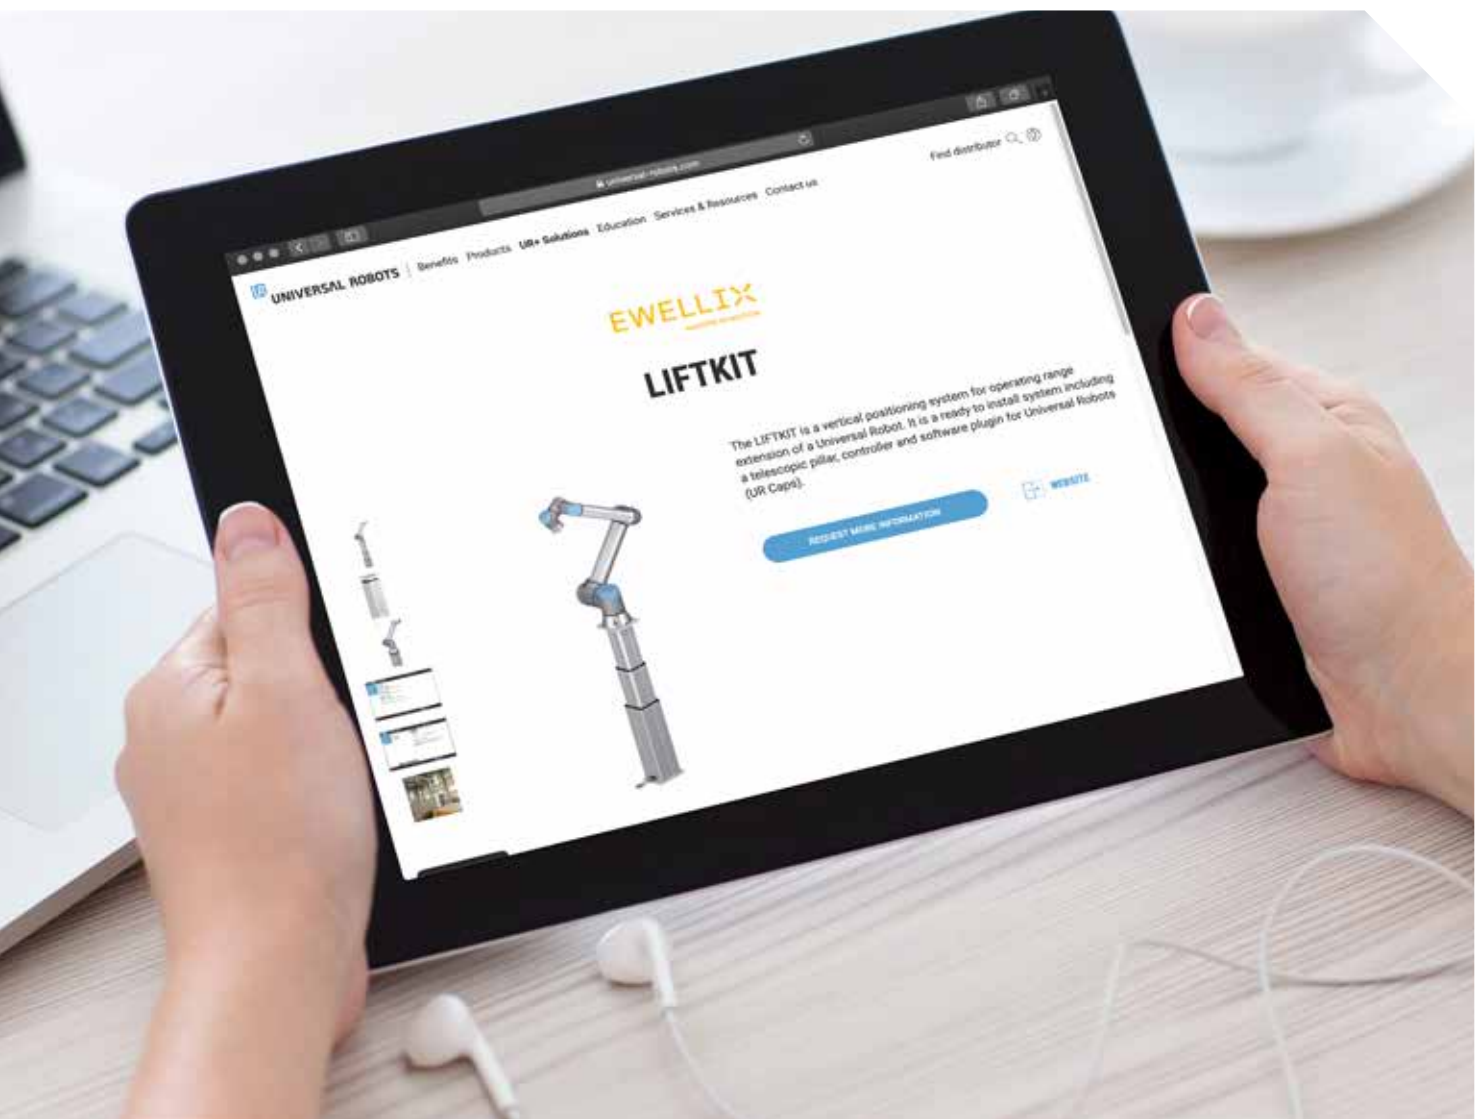 universal-robots.com
Find distributor
UNIVERSAL ROBOTS Benefits Products UR+ Solutions Education Services & Resources Contact us
EWELLIX
LIFTKIT
The LIFTKIT is a vertical positioning system for operating range
extension of a Universal Robot. It is a ready to install system including
a telescopic pillar, controller and software plugin for Universal Robots
(UR Caps).
REQUEST MORE INFORMATION
WEBSITE